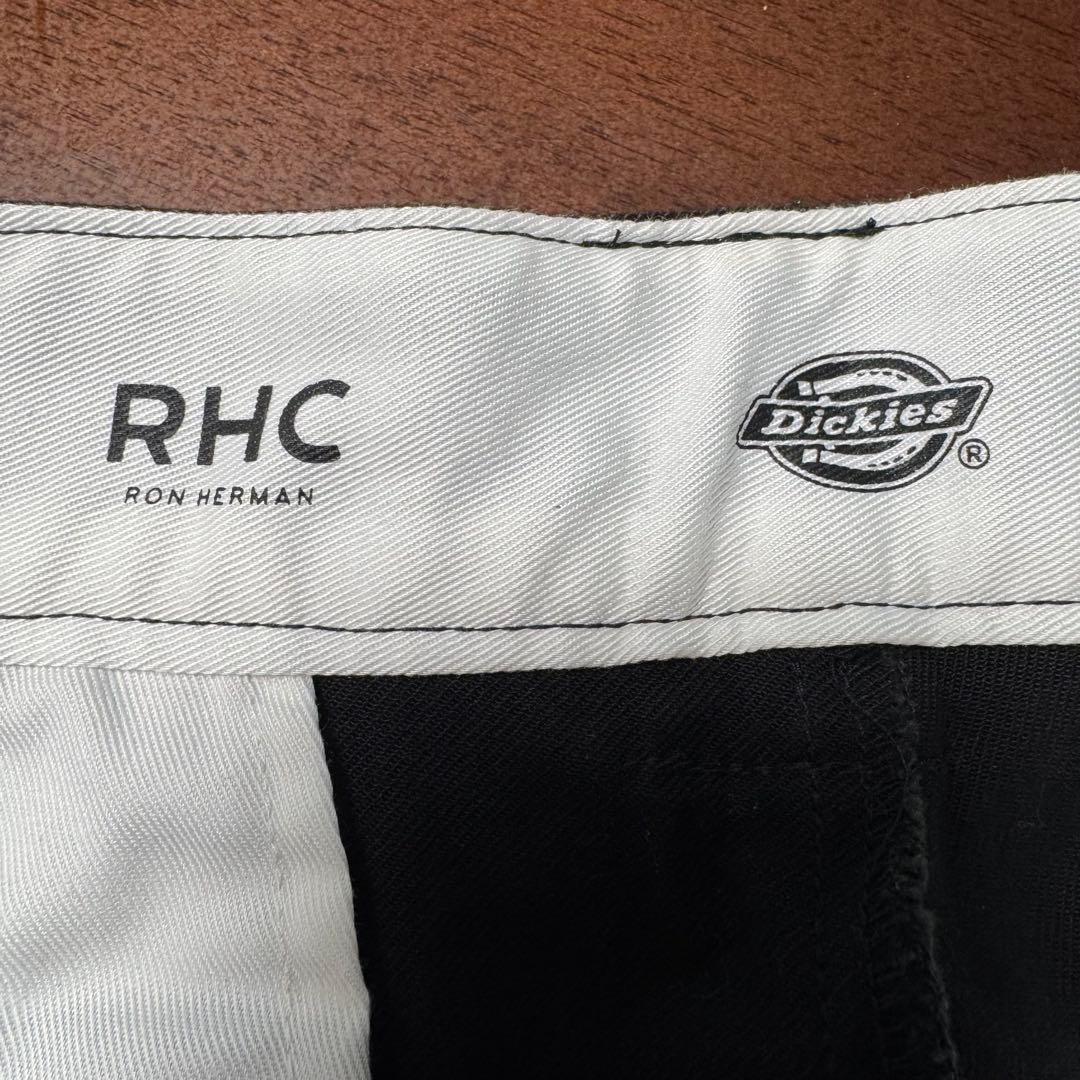 RHC
RON HERMAN
Dickies
®